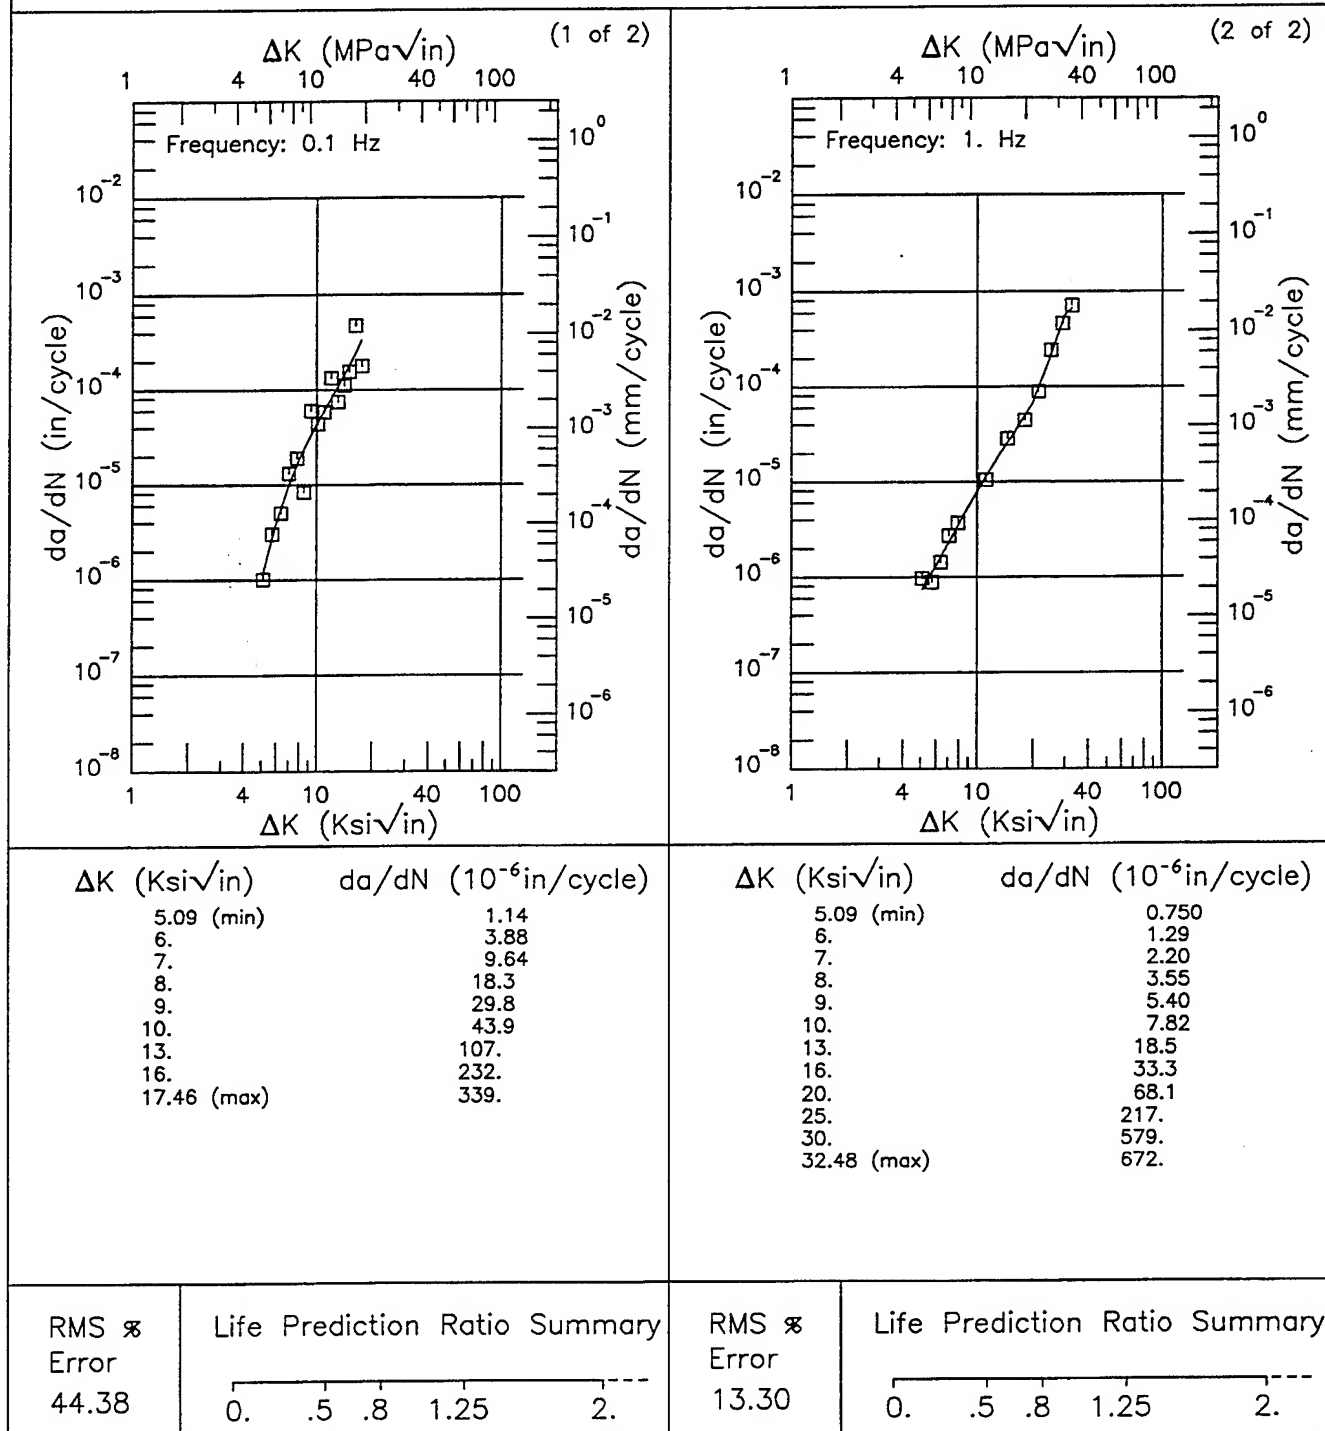 (1 of 2)
ΔK (MPa√in)
1 4 10 40 100
Frequency: 0.1 Hz
10⁰
10⁻²
10⁻¹
10⁻³
10⁻²
10⁻⁴
10⁻³
10⁻⁵
10⁻⁴
10⁻⁶
10⁻⁵
10⁻⁷
10⁻⁶
10⁻⁸
da/dN (in/cycle)
da/dN (mm/cycle)
1 4 10 40 100
ΔK (Ksi√in)
ΔK (Ksi√in) da/dN (10⁻⁶in/cycle)
5.09 (min) 1.14
6. 3.88
7. 9.64
8. 18.3
9. 29.8
10. 43.9
13. 107.
16. 232.
17.46 (max) 339.
RMS % Error 44.38
Life Prediction Ratio Summary
0. .5 .8 1.25 2.
(2 of 2)
ΔK (MPa√in)
1 4 10 40 100
Frequency: 1. Hz
10⁰
10⁻²
10⁻¹
10⁻³
10⁻²
10⁻⁴
10⁻³
10⁻⁵
10⁻⁴
10⁻⁶
10⁻⁵
10⁻⁷
10⁻⁶
10⁻⁸
da/dN (in/cycle)
da/dN (mm/cycle)
1 4 10 40 100
ΔK (Ksi√in)
ΔK (Ksi√in) da/dN (10⁻⁶in/cycle)
5.09 (min) 0.750
6. 1.29
7. 2.20
8. 3.55
9. 5.40
10. 7.82
13. 18.5
16. 33.3
20. 68.1
25. 217.
30. 579.
32.48 (max) 672.
RMS % Error 13.30
Life Prediction Ratio Summary
0. .5 .8 1.25 2.